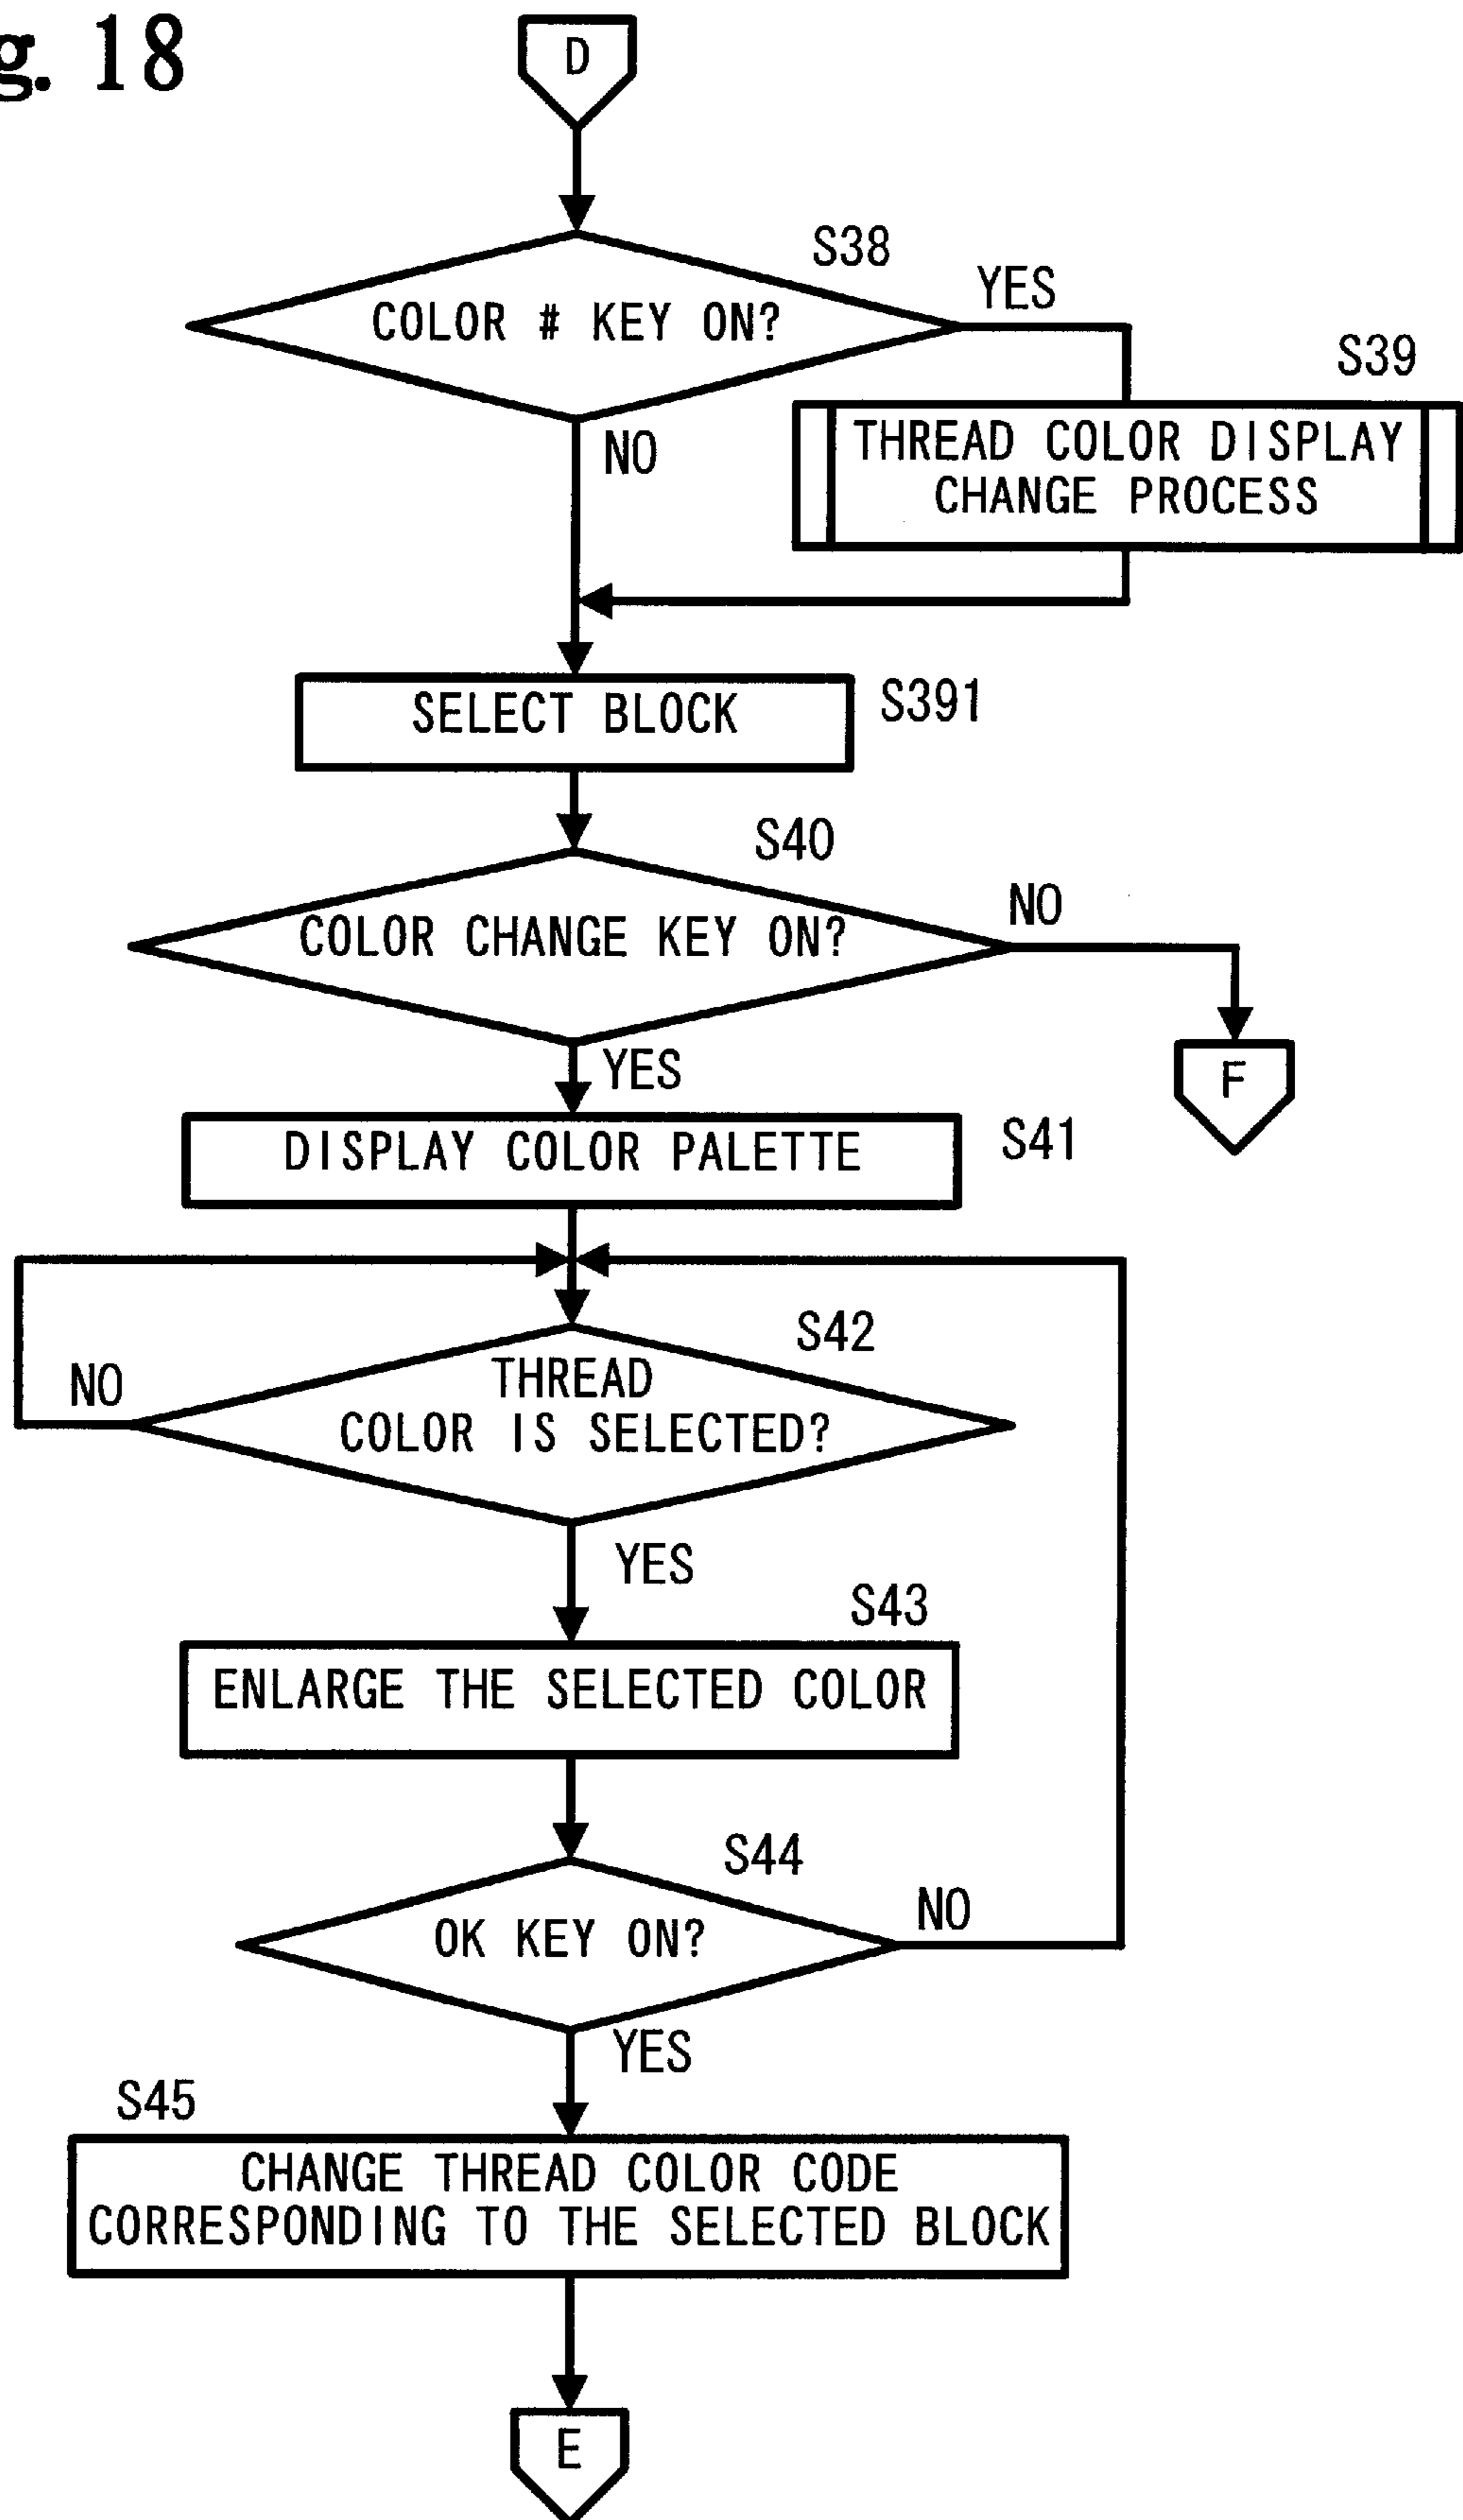 g. 18
D
S38
COLOR # KEY ON?
YES
S39
NO
THREAD COLOR DISPLAY
CHANGE PROCESS
SELECT BLOCK
S391
S40
COLOR CHANGE KEY ON?
NO
F
YES
DISPLAY COLOR PALETTE
S41
S42
NO
THREAD
COLOR IS SELECTED?
YES
S43
ENLARGE THE SELECTED COLOR
S44
OK KEY ON?
NO
YES
S45
CHANGE THREAD COLOR CODE
CORRESPONDING TO THE SELECTED BLOCK
E